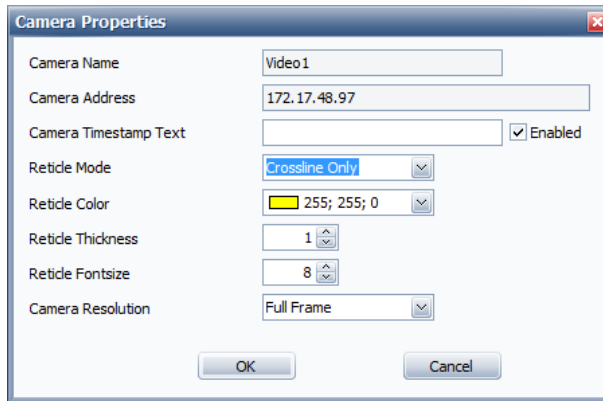 Camera Properties
Camera Name Video1
Camera Address 172.17.48.97
Camera Timestamp Text Enabled
Reticle Mode Crossline Only
Reticle Color 255; 255; 0
Reticle Thickness 1
Reticle Fontsize 8
Camera Resolution Full Frame
OK Cancel